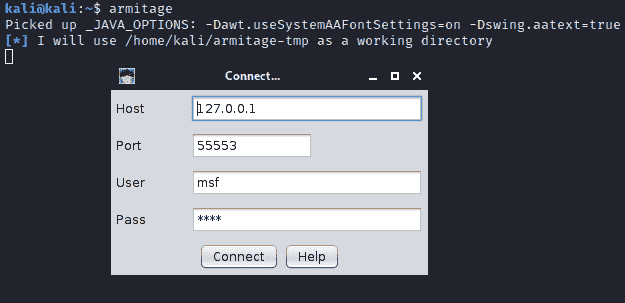 kali@kali:~$ armitage
Picked up _JAVA_OPTIONS: -Dawt.useSystemAAFontSettings=on -Dswing.aatext=true
[*] I will use /home/kali/armitage-tmp as a working directory
Connect...
Host 127.0.0.1
Port 55553
User msf
Pass ****
Connect Help